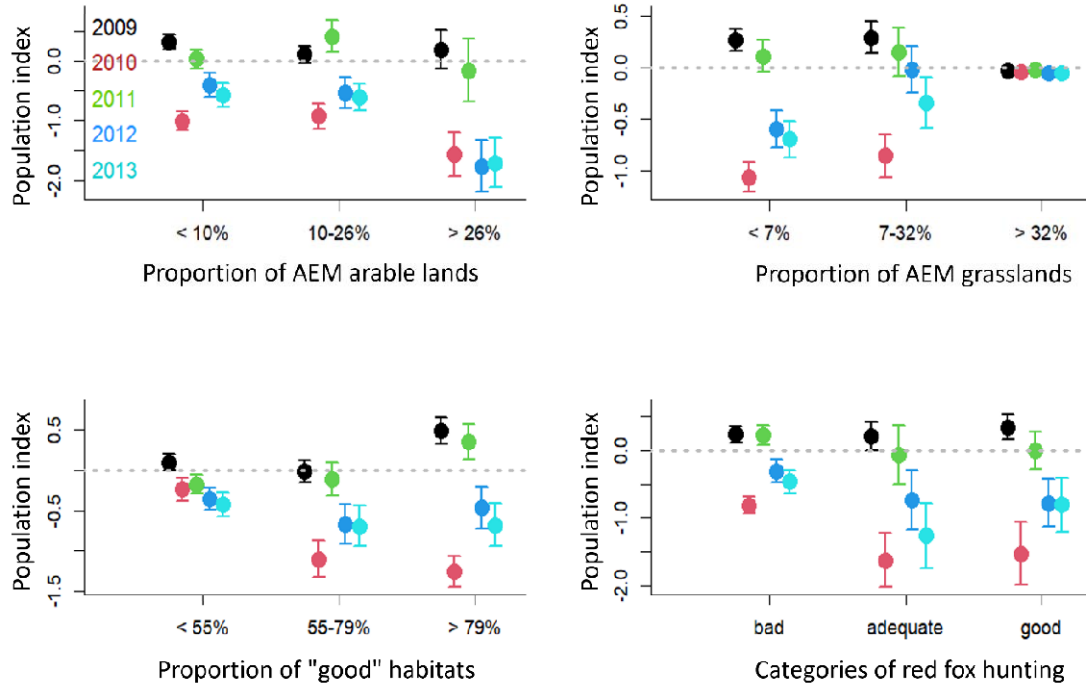 Population index
0.0
-1.0
-2.0
2009
2010
2011
2012
2013
< 10%
10-26%
> 26%
Proportion of AEM arable lands
Population index
0.5
0.0
-0.5
-1.0
< 7%
7-32%
> 32%
Proportion of AEM grasslands
Population index
0.5
-0.5
-1.5
< 55%
55-79%
> 79%
Proportion of "good" habitats
Population index
0.0
-1.0
-2.0
bad
adequate
good
Categories of red fox hunting